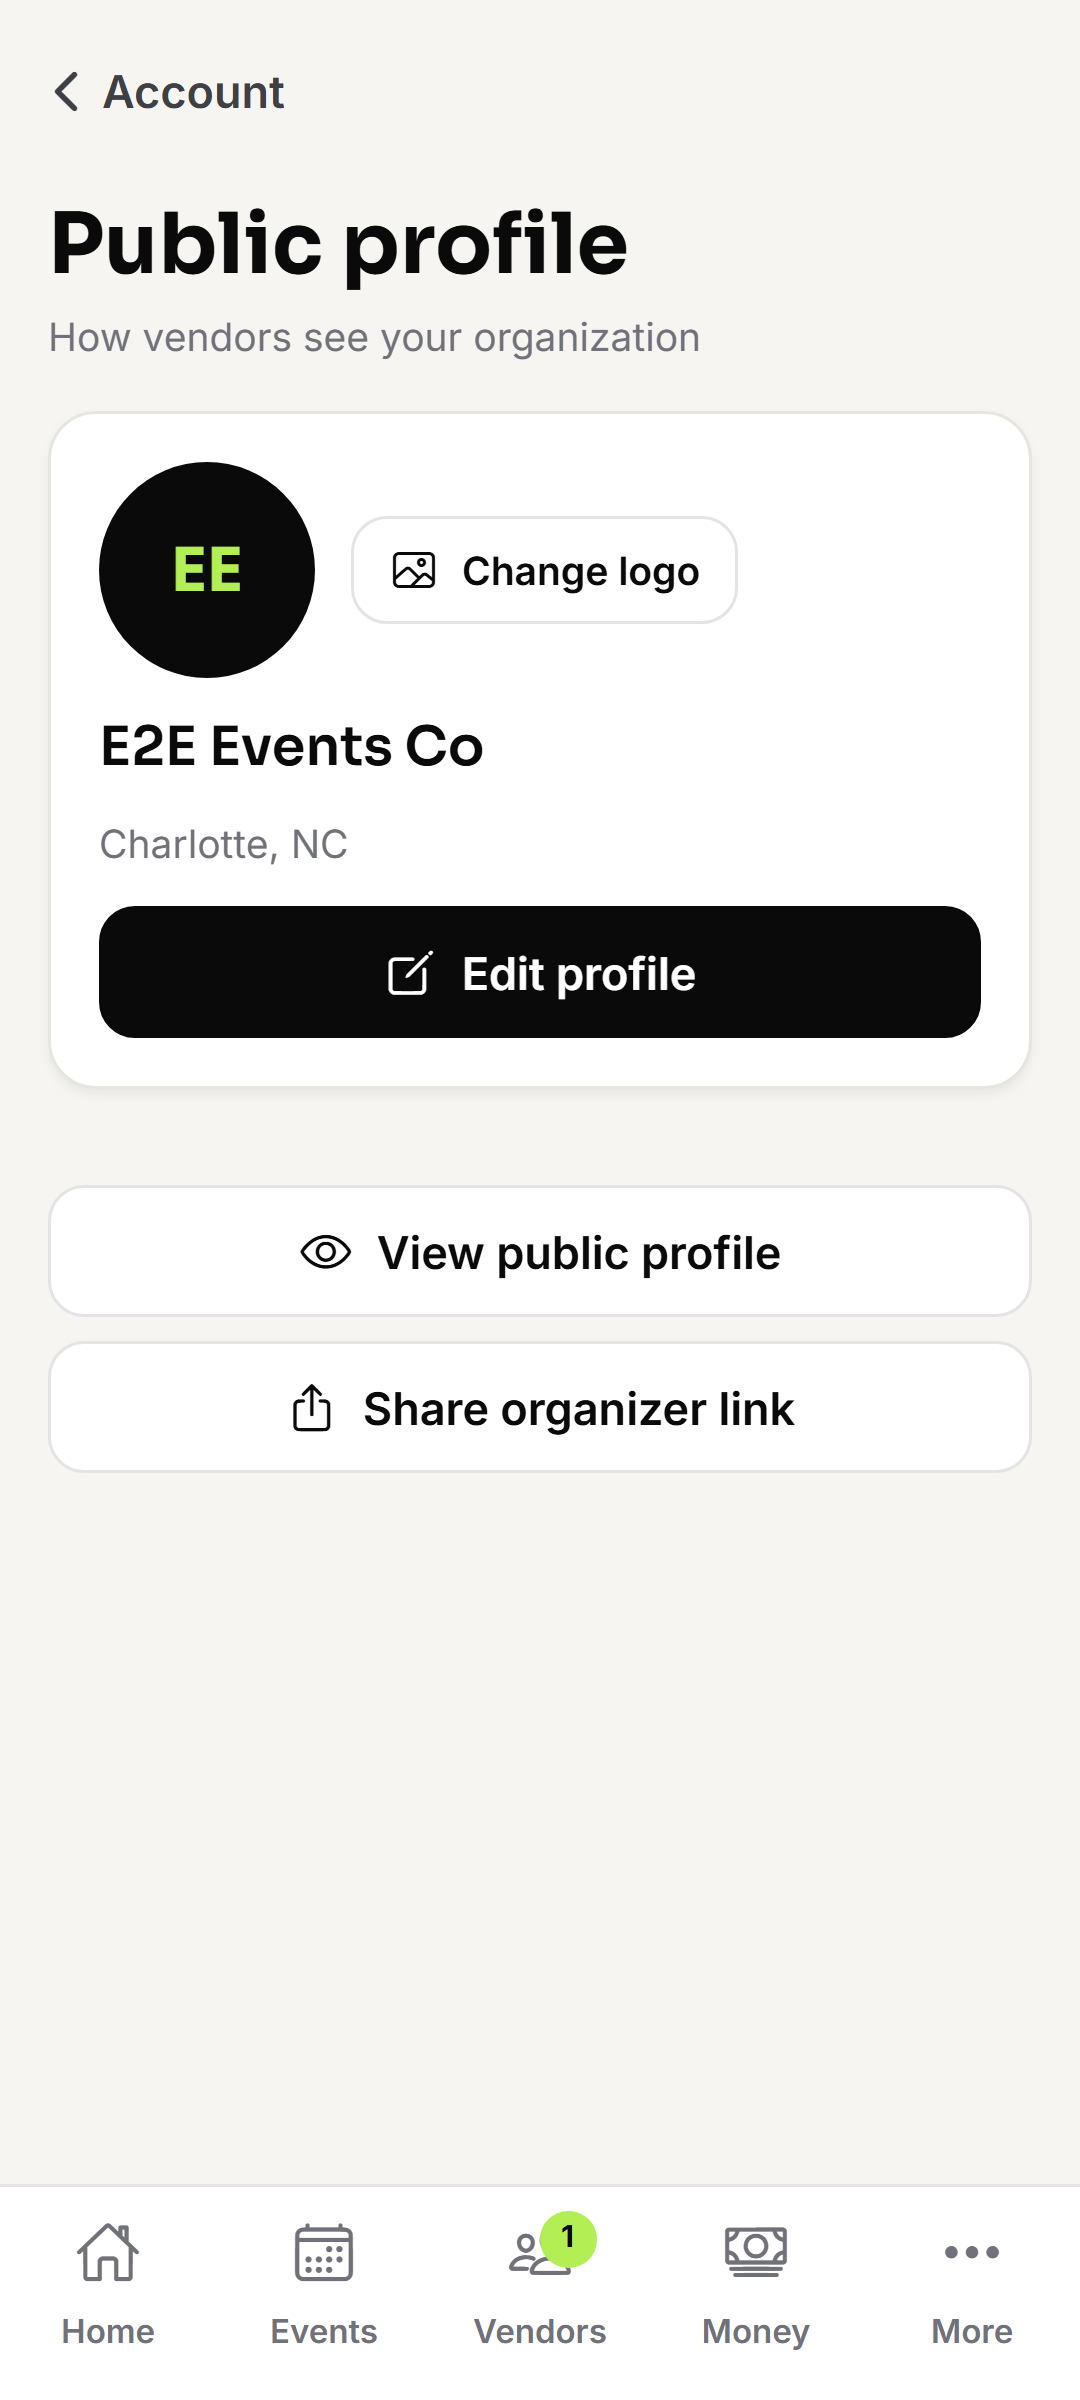 Account
Public profile
How vendors see your organization
EE
Change logo
E2E Events Co
Charlotte, NC
Edit profile
View public profile
Share organizer link
1
Home
Events
Vendors
Money
More